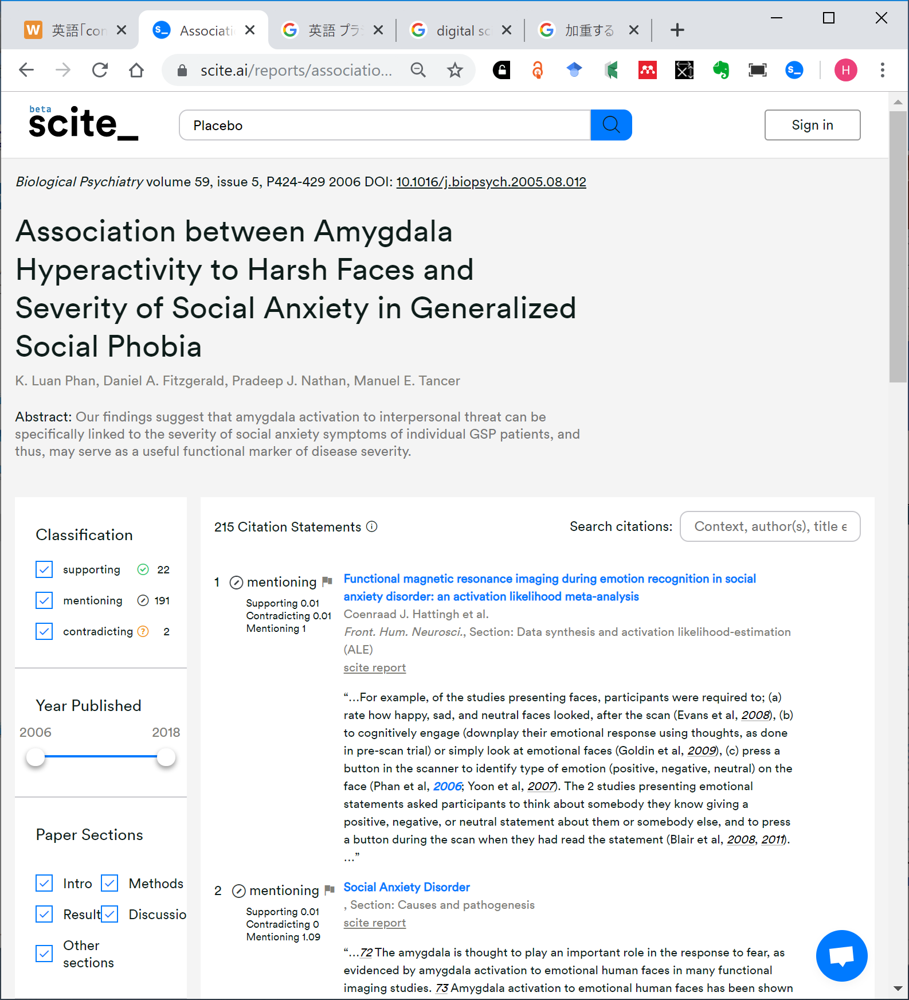 W 英語「con
s_ Associati
英語 プラ
digital sc
加重する
scite.ai/reports/associatio...
s_
H
beta
scite_
Placebo
Sign in
Biological Psychiatry volume 59, issue 5, P424-429 2006 DOI: 10.1016/j.biopsych.2005.08.012
Association between Amygdala
Hyperactivity to Harsh Faces and
Severity of Social Anxiety in Generalized
Social Phobia
K. Luan Phan, Daniel A. Fitzgerald, Pradeep J. Nathan, Manuel E. Tancer
Abstract: Our findings suggest that amygdala activation to interpersonal threat can be
specifically linked to the severity of social anxiety symptoms of individual GSP patients, and
thus, may serve as a useful functional marker of disease severity.
Classification
supporting 22
mentioning 191
contradicting ? 2
Year Published
2006 2018
Paper Sections
Intro Methods
Result Discussio
Other
sections
215 Citation Statements
Search citations: Context, author(s), title e
1 mentioning
Supporting 0.01
Contradicting 0.01
Mentioning 1
Functional magnetic resonance imaging during emotion recognition in social
anxiety disorder: an activation likelihood meta-analysis
Coenraad J. Hattingh et al.
Front. Hum. Neurosci., Section: Data synthesis and activation likelihood-estimation
(ALE)
scite report
“...For example, of the studies presenting faces, participants were required to; (a)
rate how happy, sad, and neutral faces looked, after the scan (Evans et al, 2008), (b)
to cognitively engage (downplay their emotional response using thoughts, as done
in pre-scan trial) or simply look at emotional faces (Goldin et al, 2009), (c) press a
button in the scanner to identify type of emotion (positive, negative, neutral) on the
face (Phan et al, 2006; Yoon et al, 2007). The 2 studies presenting emotional
statements asked participants to think about somebody they know giving a
positive, negative, or neutral statement about them or somebody else, and to press
a button during the scan when they had read the statement (Blair et al, 2008, 2011).
...”
2 mentioning
Supporting 0.01
Contradicting 0
Mentioning 1.09
Social Anxiety Disorder
, Section: Causes and pathogenesis
scite report
“...72 The amygdala is thought to play an important role in the response to fear, as
evidenced by amygdala activation to emotional human faces in many functional
imaging studies. 73 Amygdala activation to emotional human faces has been shown